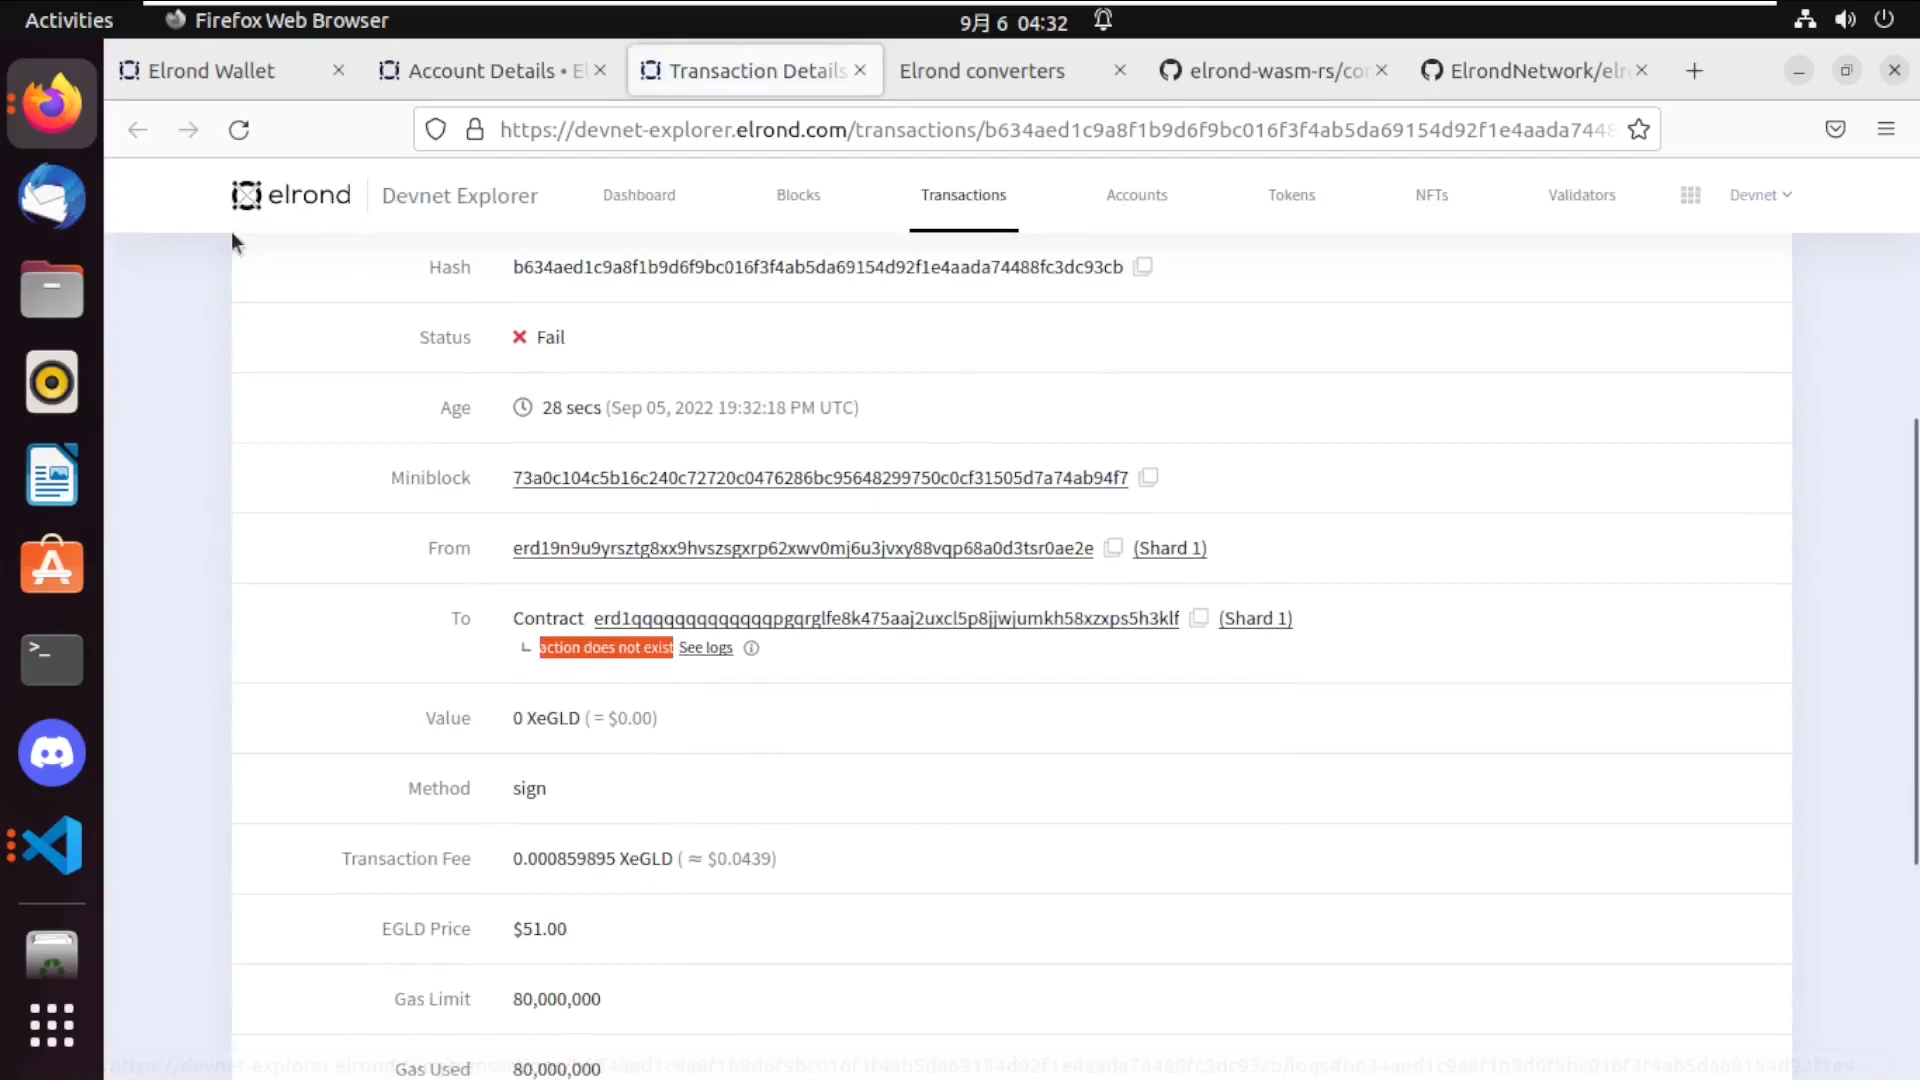 Activities
Firefox Web Browser
9月 6 04:32
Elrond Wallet
Account Details • El
Transaction Details
Elrond converters
elrond-wasm-rs/con
ElrondNetwork/elr
https://devnet-explorer.elrond.com/transactions/b634aed1c9a8f1b9d6f9bc016f3f4ab5da69154d92f1e4aada7448
elrond
Devnet Explorer
Dashboard
Blocks
Transactions
Accounts
Tokens
NFTs
Validators
Devnet
Hash b634aed1c9a8f1b9d6f9bc016f3f4ab5da69154d92f1e4aada74488fc3dc93cb
Status Fail
Age 28 secs (Sep 05, 2022 19:32:18 PM UTC)
Miniblock 73a0c104c5b16c240c72720c0476286bc95648299750c0cf31505d7a74ab94f7
From erd19n9u9yrsztg8xx9hvszsgxrp62xwv0mj6u3jvxy88vqp68a0d3tsr0ae2e (Shard 1)
To Contract erd1qqqqqqqqqqqqqpgqrglfe8k475aaj2uxcl5p8jjwjumkh58xzxps5h3klf (Shard 1)
action does not exist See logs
Value 0 XeGLD ( = $0.00)
Method sign
Transaction Fee 0.000859895 XeGLD ( ≈ $0.0439)
EGLD Price $51.00
Gas Limit 80,000,000
Gas Used 80,000,000